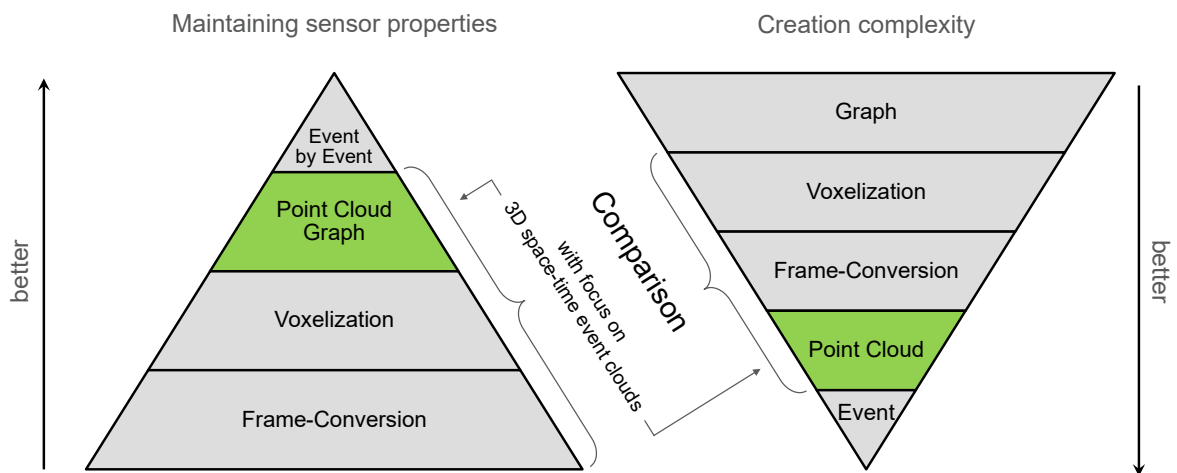 Maintaining sensor properties
better
Event
by Event
Point Cloud
Graph
Voxelization
Frame-Conversion
Comparison
with focus on
3D space-time event clouds
Creation complexity
Graph
Voxelization
Frame-Conversion
Point Cloud
Event
better